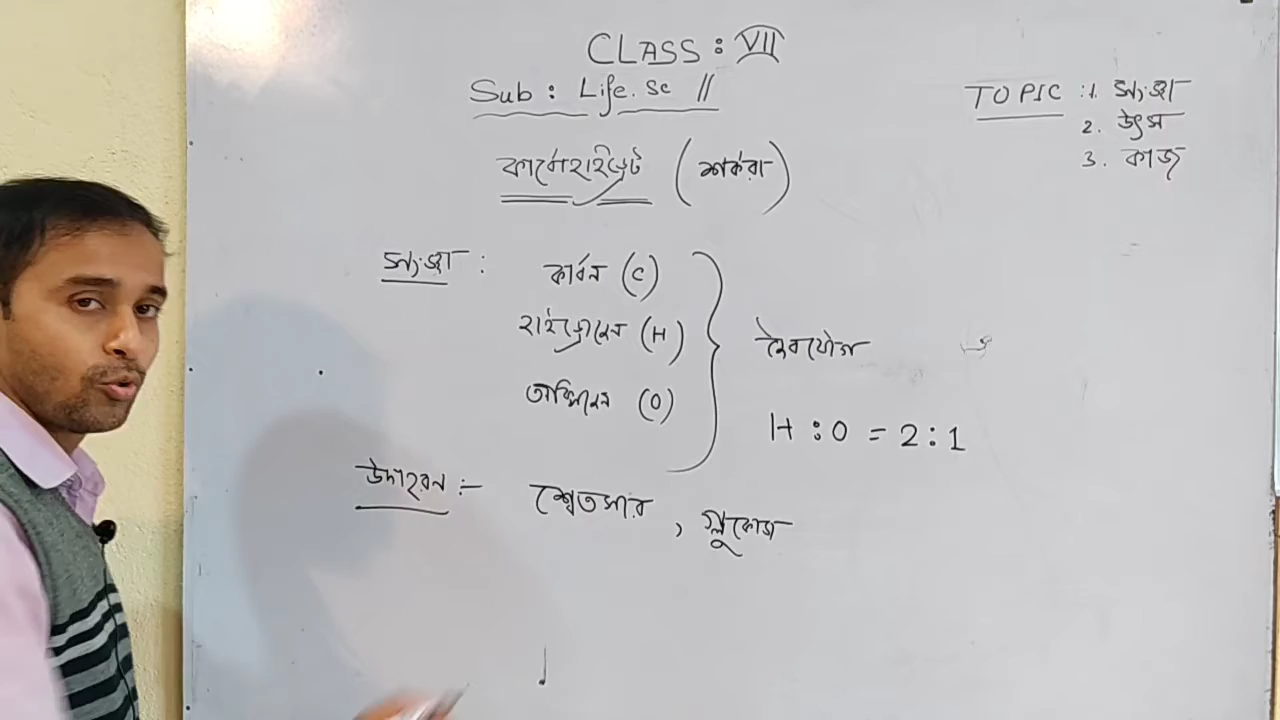 CLASS : VII
Sub : Life. Sc //
TOPIC : 1. সংজ্ঞা
2. উৎস
3. কাজ
কার্বোহাইড্রেট (শর্করা)
সংজ্ঞা :
কার্বন (C)
হাইড্রোজেন (H)
অক্সিজেন (O)
জৈবযৌগ
H : O = 2 : 1
উদাহরন :- শ্বেতসার, গ্লুকোজ